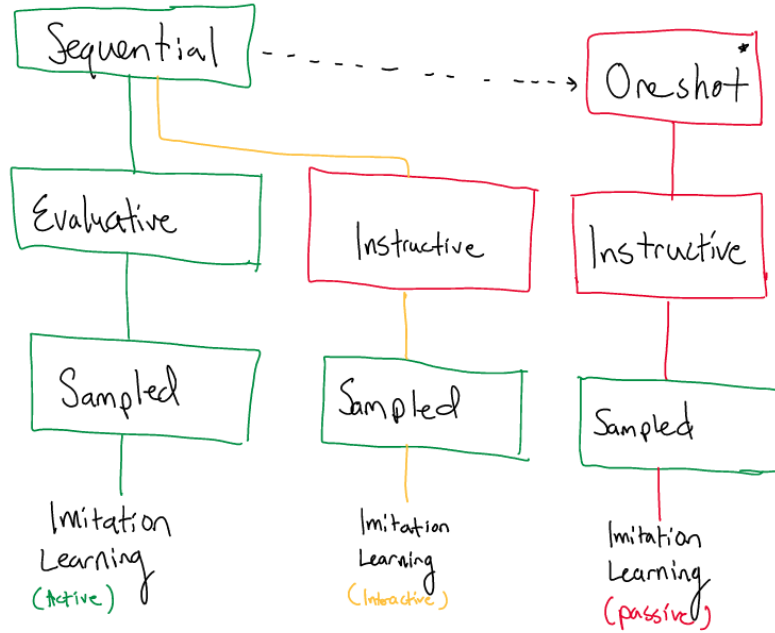 Sequential
Oneshot*
Evaluative
Instructive
Instructive
Sampled
Sampled
Sampled
Imitation
Learning
(Active)
Imitation
Learning
(Interactive)
Imitation
Learning
(passive)